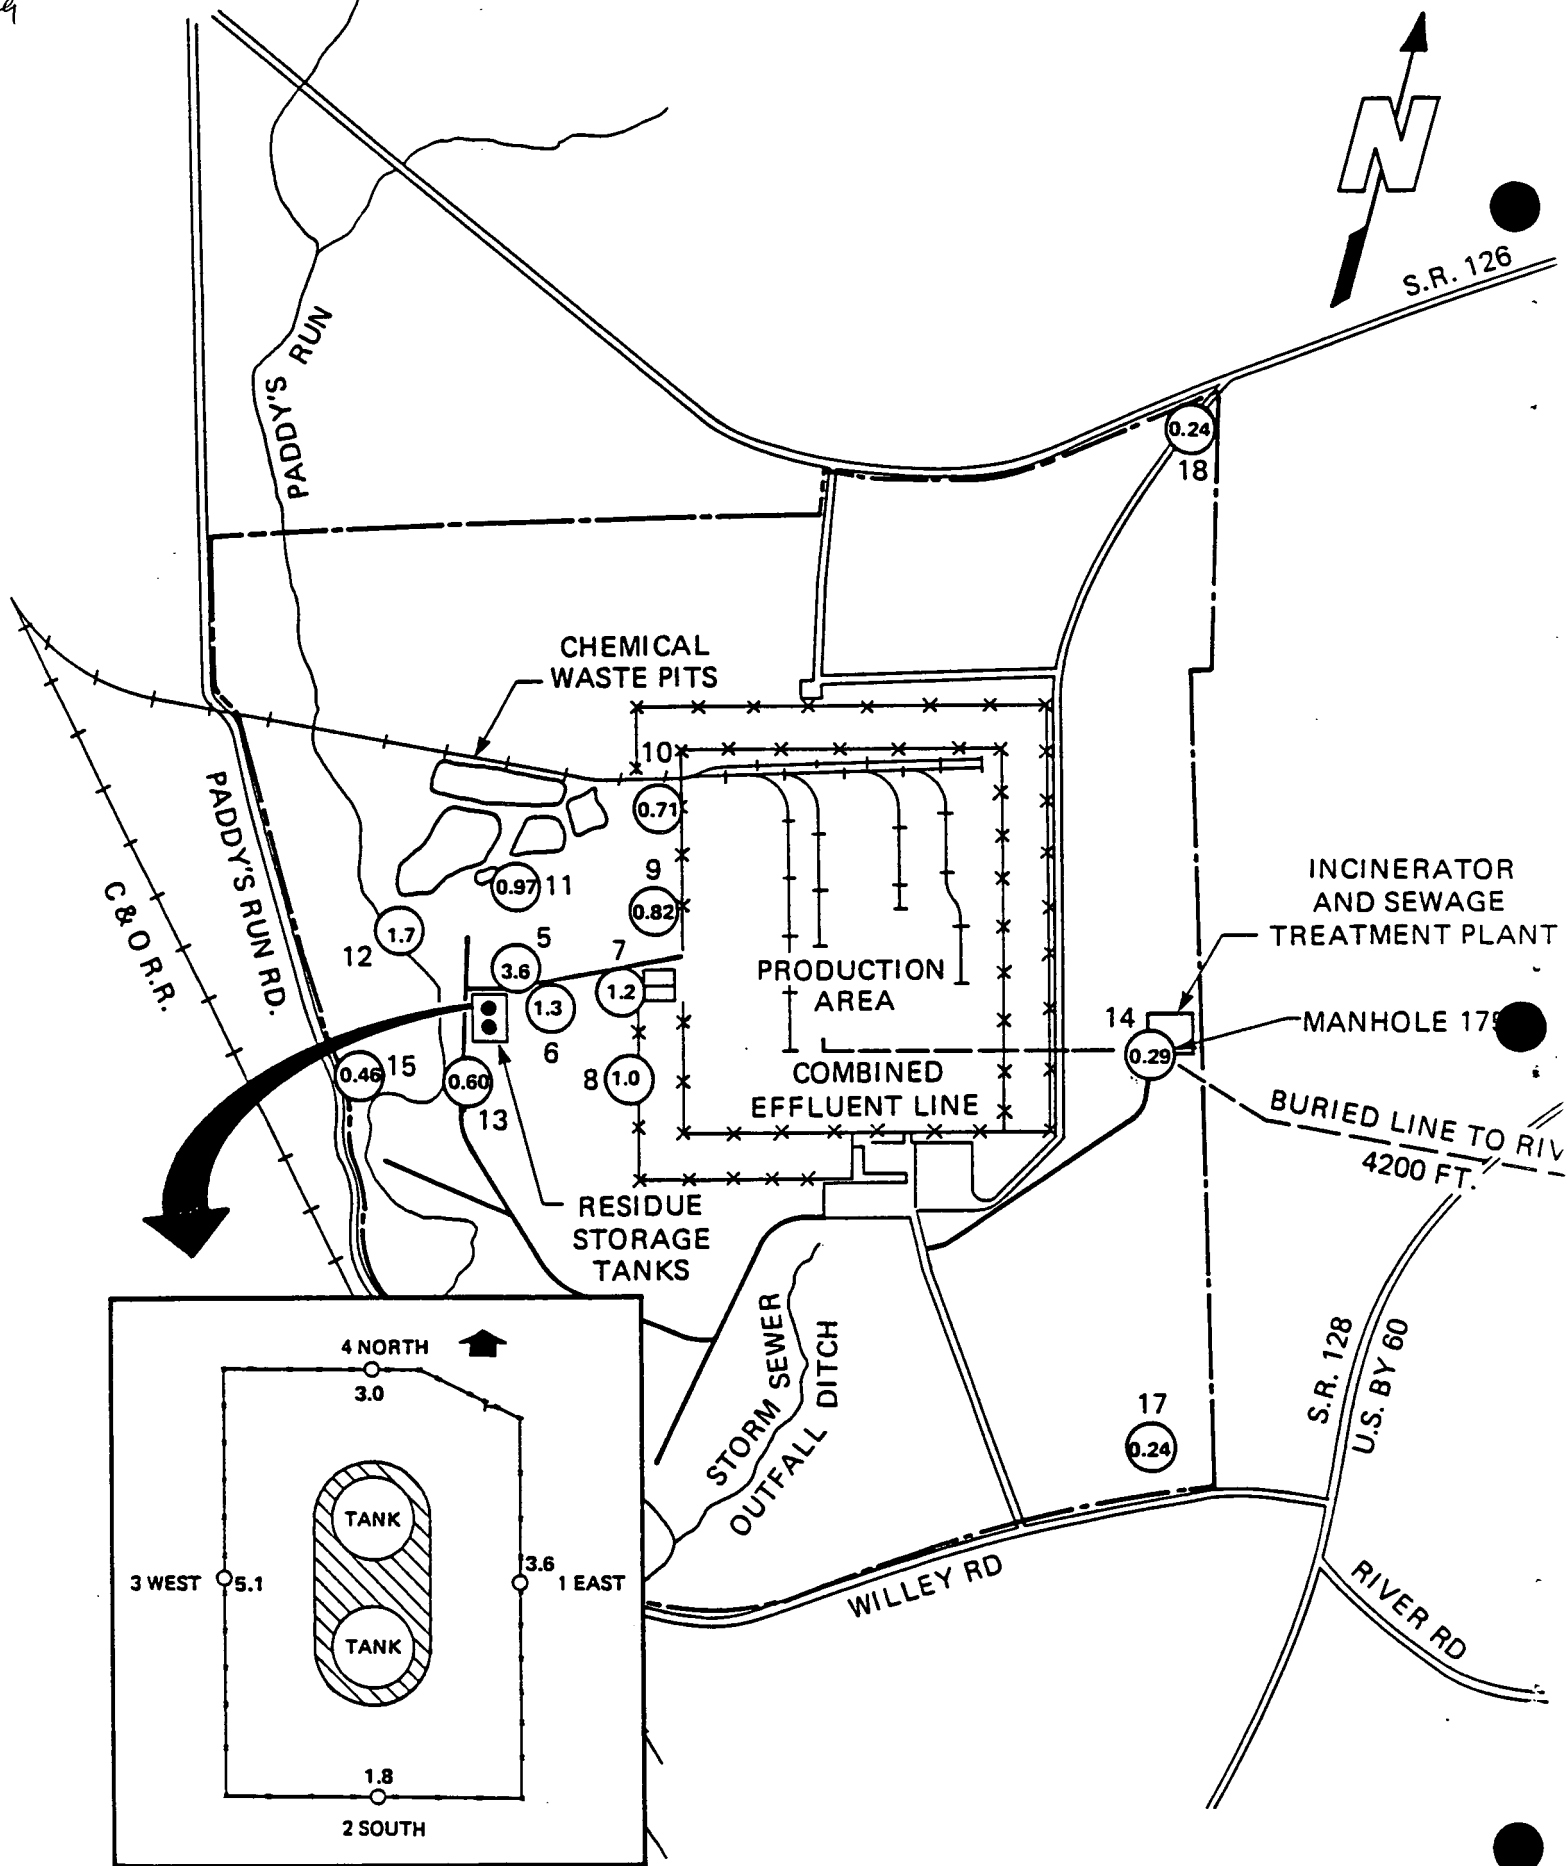 N
S.R. 126
PADDY'S RUN
0.24
18
CHEMICAL
WASTE PITS
10
0.71
PADDY'S RUN RD.
C & O R.R.
9
0.82
0.97 11
1.7
12
5
3.6
7
1.2
1.3
6
PRODUCTION
AREA
INCINERATOR
AND SEWAGE
TREATMENT PLANT
14
0.29
MANHOLE
0.46 15
0.60
13
8 1.0
COMBINED
EFFLUENT LINE
BURIED LINE TO RIV
4200 FT.
RESIDUE
STORAGE
TANKS
STORM SEWER
OUTFALL DITCH
S.R. 128
U.S. BY 60
17
0.24
WILLEY RD
RIVER RD
4 NORTH
3.0
TANK
3 WEST 5.1
3.6 1 EAST
TANK
1.8
2 SOUTH